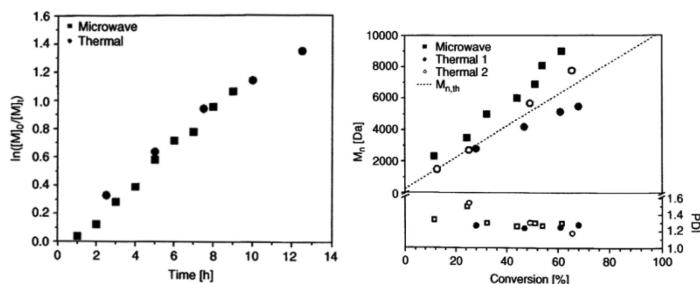 Microwave
Thermal
1.6
1.4
1.2
1.0
0.8
0.6
0.4
0.2
0.0
0 2 4 6 8 10 12 14
Time [h]
ln([M]0/[M]t)
Microwave
Thermal 1
Thermal 2
Mn,th
10000
8000
6000
4000
2000
0
Mn [Da]
1.6
1.4
1.2
1.0
PDI
0 20 40 60 80 100
Conversion [%]